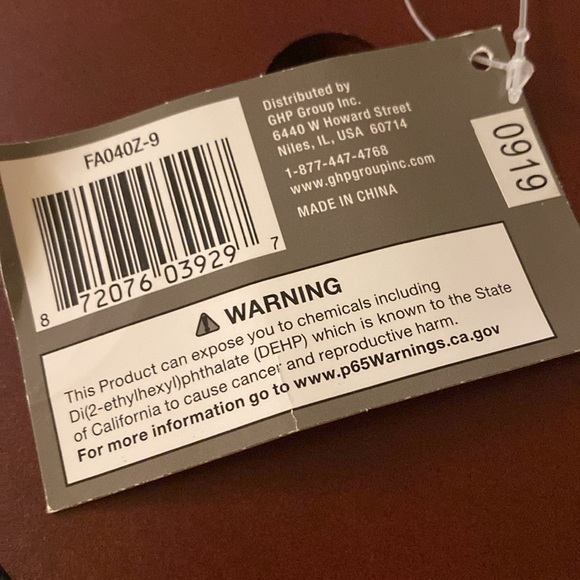 FA040Z-9
8 72076 03929 7
Distributed by
GHP Group Inc.
6440 W Howard Street
Niles, IL, USA 60714
1-877-447-4768
www.ghpgroupinc.com
MADE IN CHINA
0919
WARNING
This Product can expose you to chemicals including
Di(2-ethylhexyl)phthalate (DEHP) which is known to the State
of California to cause cancer and reproductive harm.
For more information go to www.p65Warnings.ca.gov